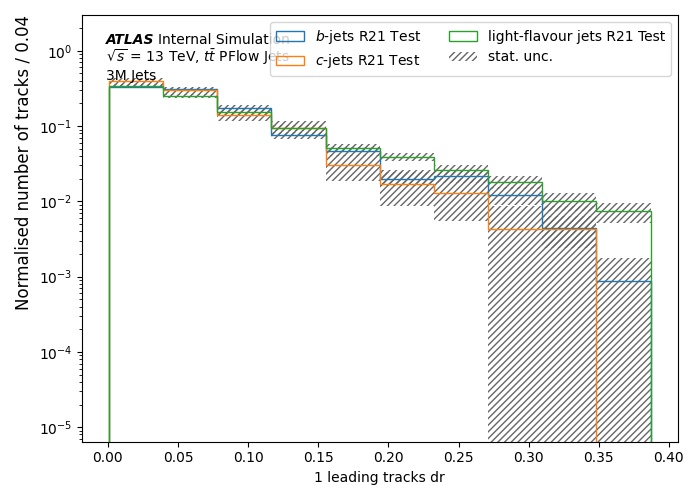 ATLAS Internal Simulation
√s = 13 TeV, tt̄ PFlow Jets
3M Jets
b-jets R21 Test
c-jets R21 Test
light-flavour jets R21 Test
stat. unc.
Normalised number of tracks / 0.04
10⁰
10⁻¹
10⁻²
10⁻³
10⁻⁴
10⁻⁵
0.00 0.05 0.10 0.15 0.20 0.25 0.30 0.35 0.40
1 leading tracks dr